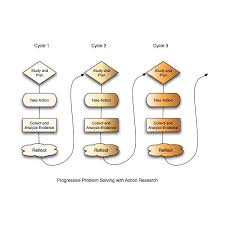 Cycle 1
Cycle 2
Cycle 3
Study and
Plan
Study and
Plan
Study and
Plan
Take Action
Take Action
Take Action
Collect and
Analyze Evidence
Collect and
Analyze Evidence
Collect and
Analyze Evidence
Reflect
Reflect
Reflect
Progressive Problem Solving with Action Research